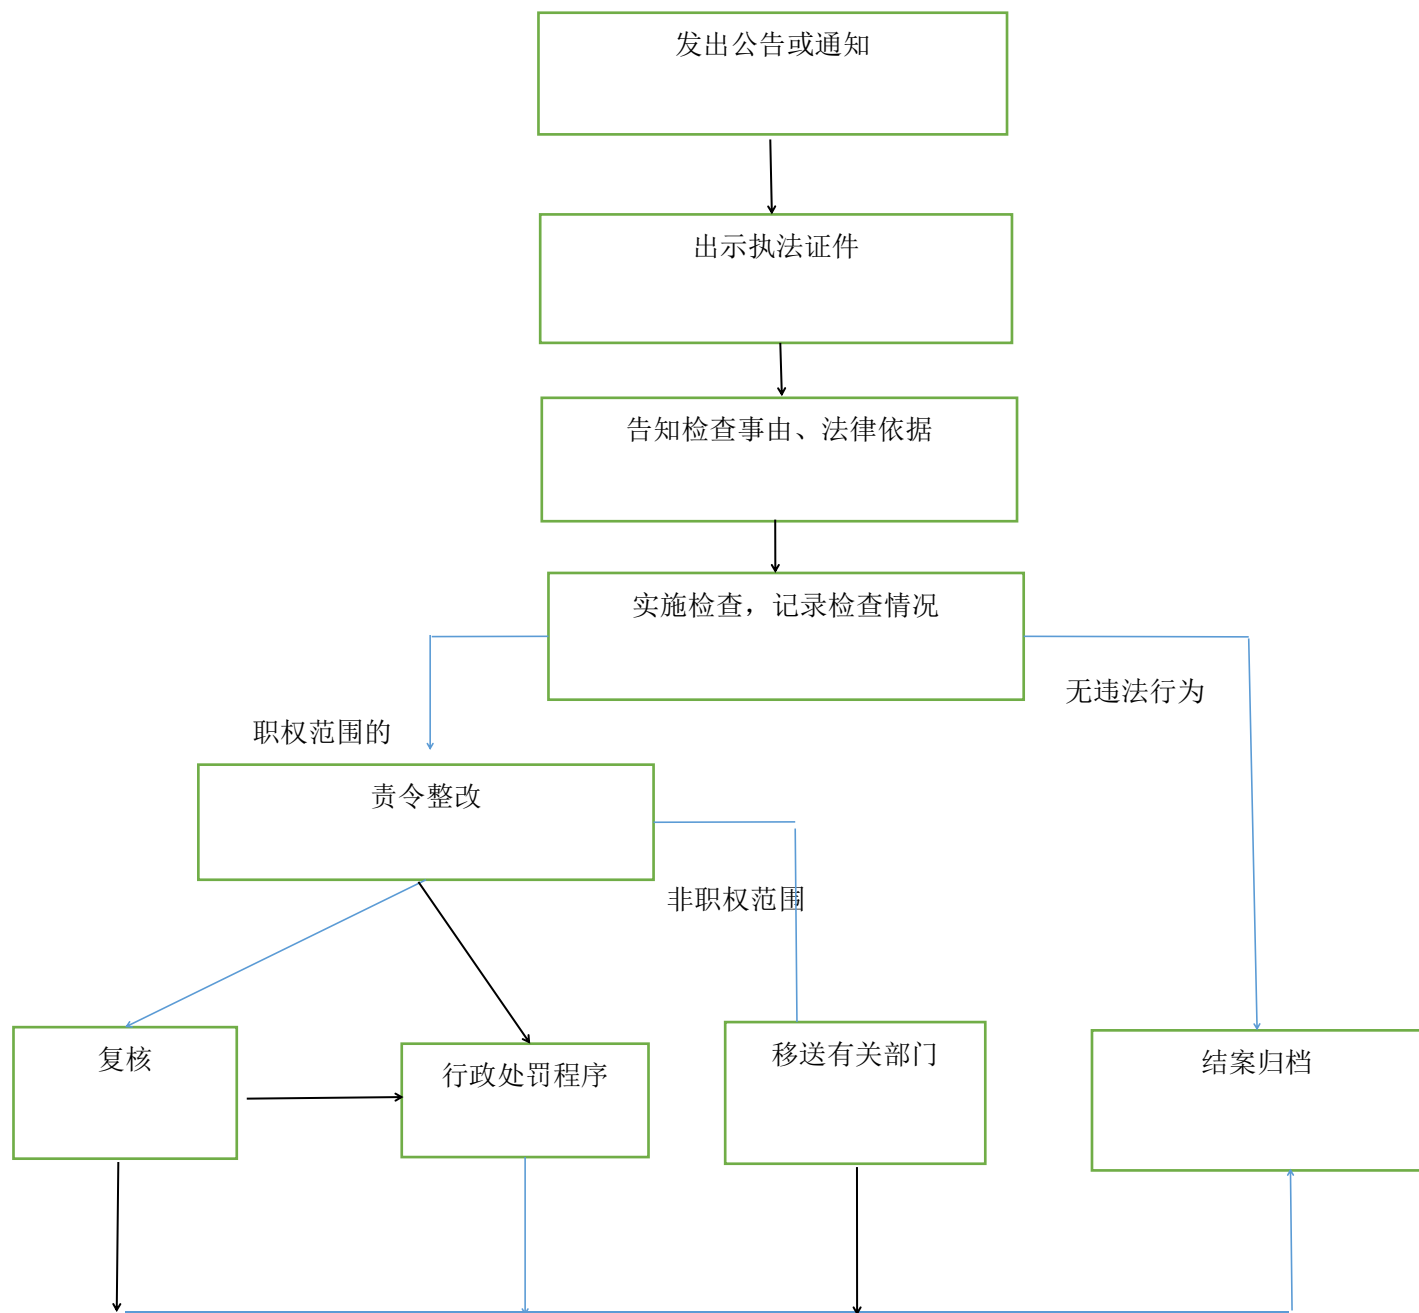 发出公告或通知
出示执法证件
告知检查事由、法律依据
实施检查，记录检查情况
无违法行为
职权范围的
责令整改
非职权范围
复核
行政处罚程序
移送有关部门
结案归档